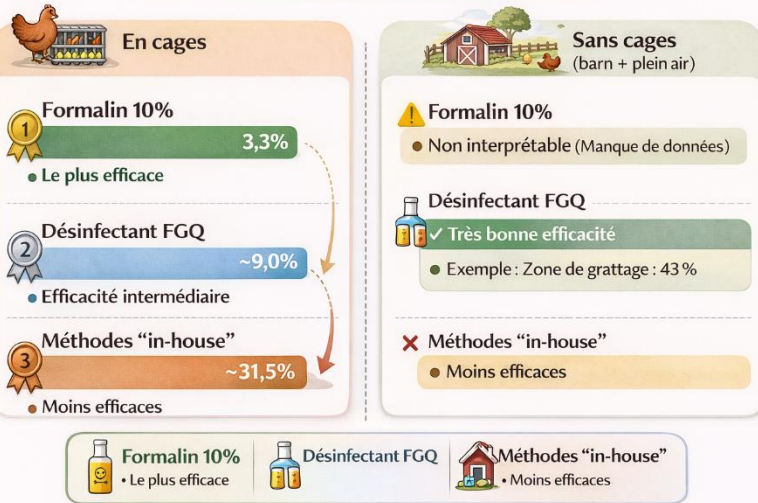 En cages
Formalin 10%
1
3,3%
• Le plus efficace
Désinfectant FGQ
2
~9,0%
• Efficacité intermédiaire
Méthodes “in-house”
3
~31,5%
• Moins efficaces
Sans cages
(barn + plein air)
Formalin 10%
• Non interprétable (Manque de données)
Désinfectant FGQ
✓ Très bonne efficacité
• Exemple : Zone de grattage : 43 %
Méthodes “in-house”
• Moins efficaces
Formalin 10%
• Le plus efficace
Désinfectant FGQ
Méthodes “in-house”
• Moins efficaces